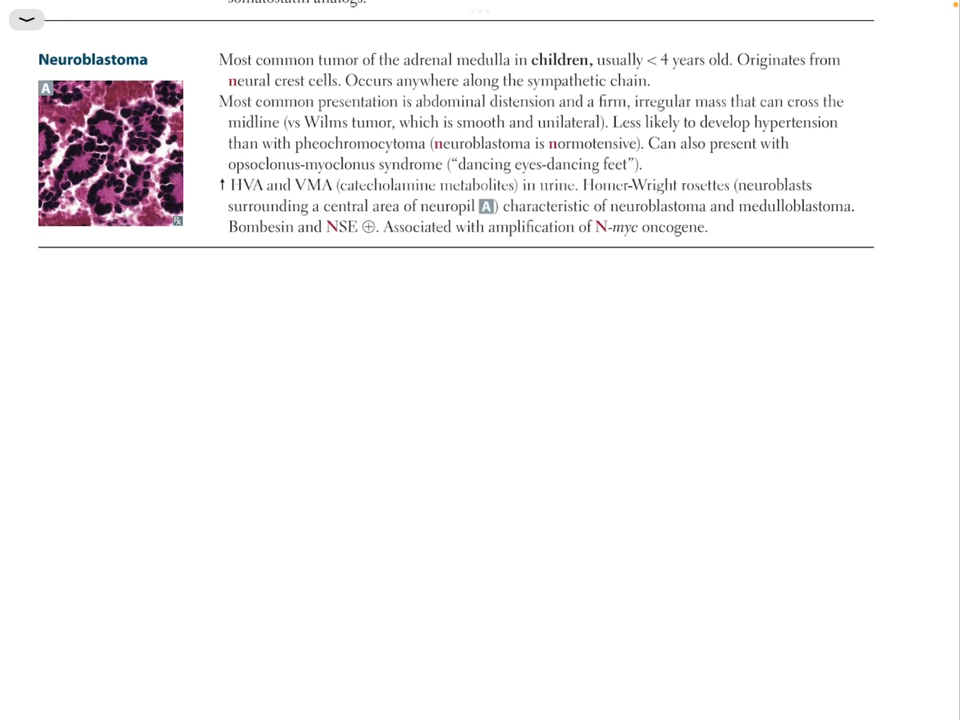 somatostatin analogs.
Neuroblastoma
A
Most common tumor of the adrenal medulla in children, usually < 4 years old. Originates from
neural crest cells. Occurs anywhere along the sympathetic chain.
Most common presentation is abdominal distension and a firm, irregular mass that can cross the
midline (vs Wilms tumor, which is smooth and unilateral). Less likely to develop hypertension
than with pheochromocytoma (neuroblastoma is normotensive). Can also present with
opsoclonus-myoclonus syndrome (“dancing eyes-dancing feet”).
↑ HVA and VMA (catecholamine metabolites) in urine. Homer-Wright rosettes (neuroblasts
surrounding a central area of neuropil A) characteristic of neuroblastoma and medulloblastoma.
Bombesin and NSE ⊕. Associated with amplification of N-myc oncogene.